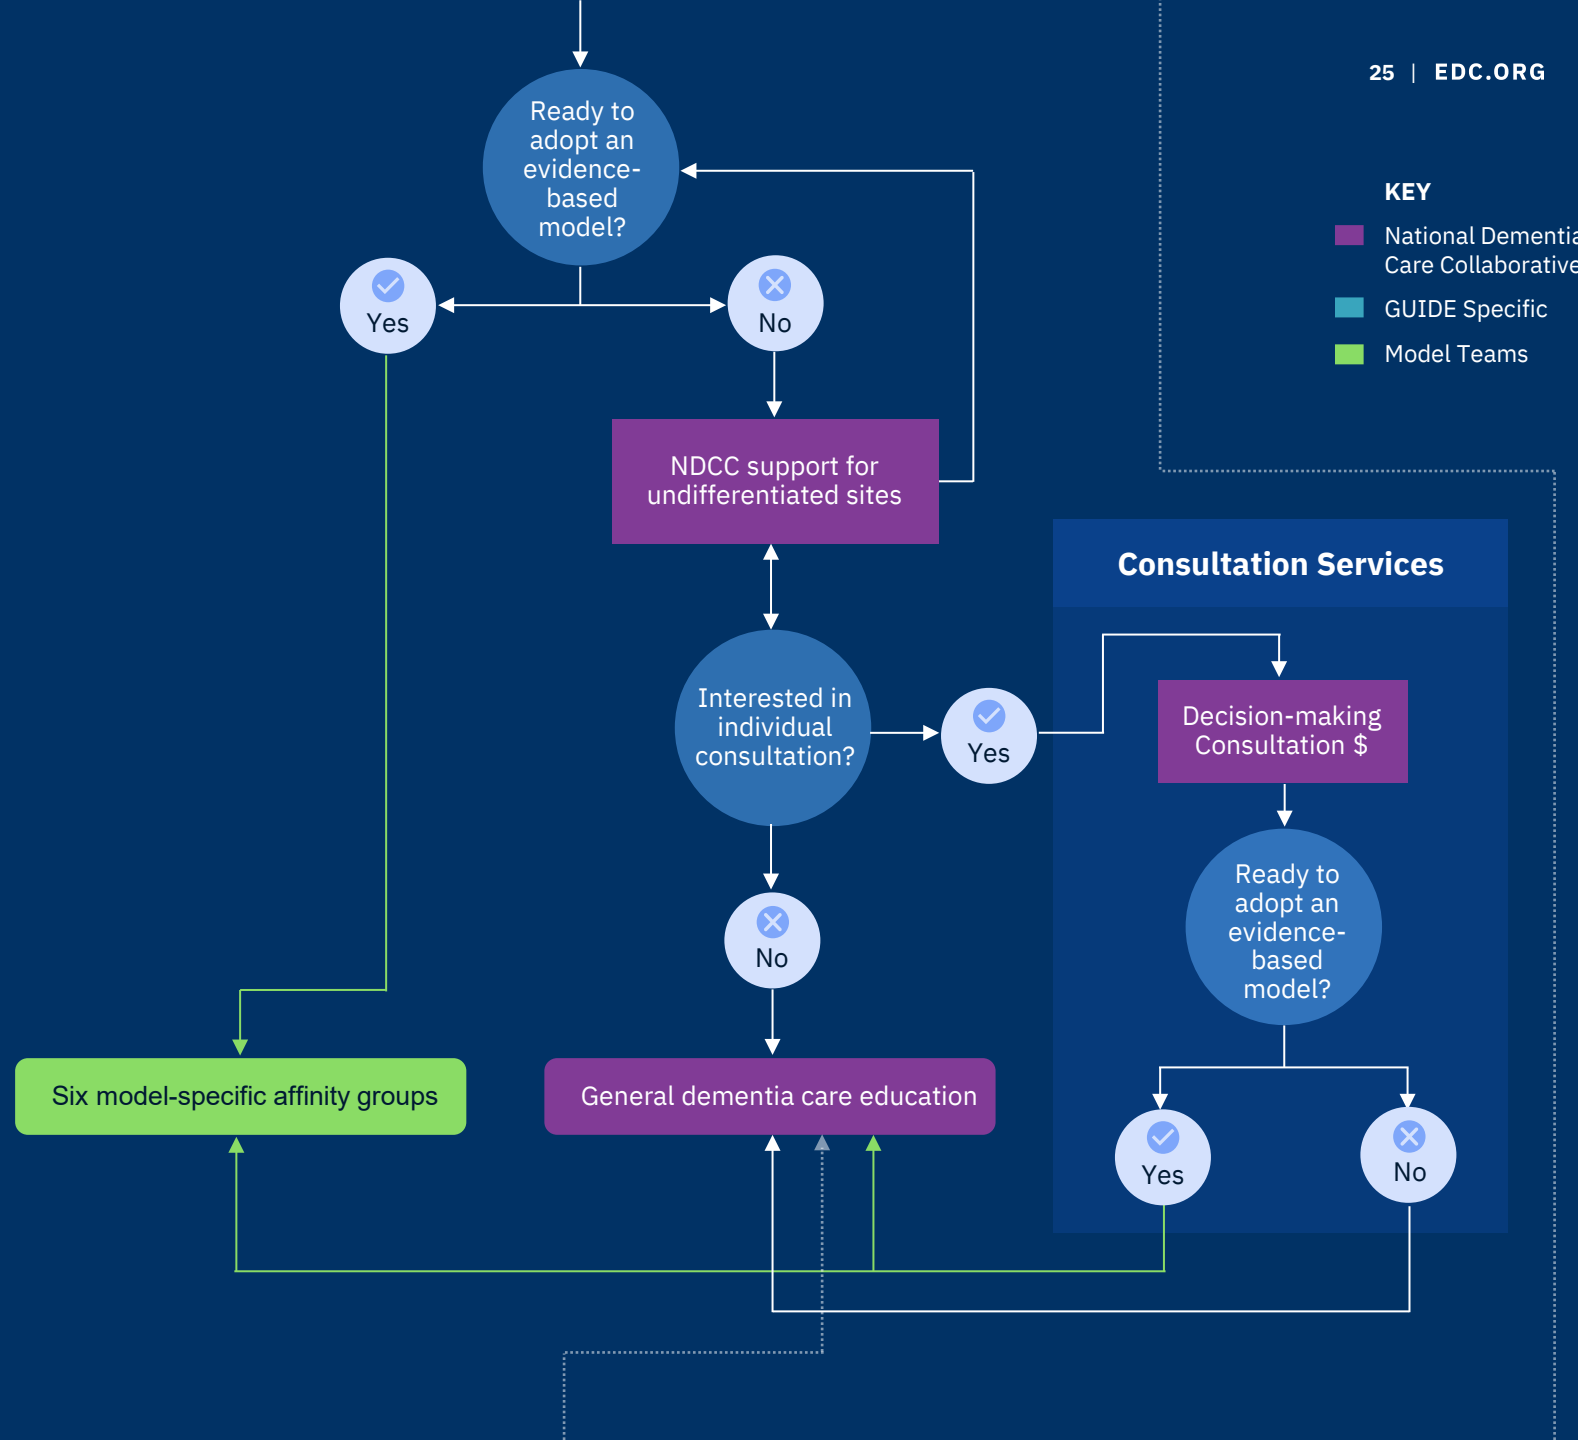 25 | EDC.ORG
Ready to
adopt an
evidence-
based
model?
KEY
National Dementia
Care Collaborative
GUIDE Specific
Model Teams
Yes
No
NDCC support for
undifferentiated sites
Consultation Services
Interested in
individual
consultation?
Yes
Decision-making
Consultation $
Ready to
adopt an
evidence-
based
model?
No
Six model-specific affinity groups
General dementia care education
Yes
No